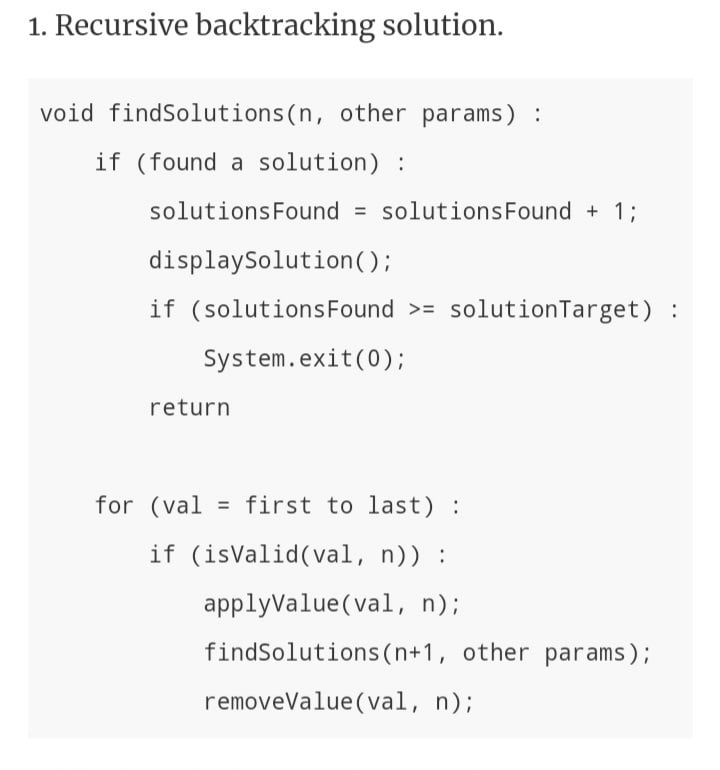 1. Recursive backtracking solution.
void findSolutions(n, other params) :
    if (found a solution) :
        solutionsFound = solutionsFound + 1;
        displaySolution();
        if (solutionsFound >= solutionTarget) :
            System.exit(0);
        return
    for (val = first to last) :
        if (isValid(val, n)) :
            applyValue(val, n);
            findSolutions(n+1, other params);
            removeValue(val, n);